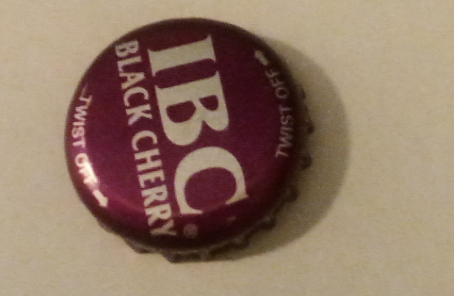 IBC
BLACK CHERRY®
TWIST OFF
TWIST OFF